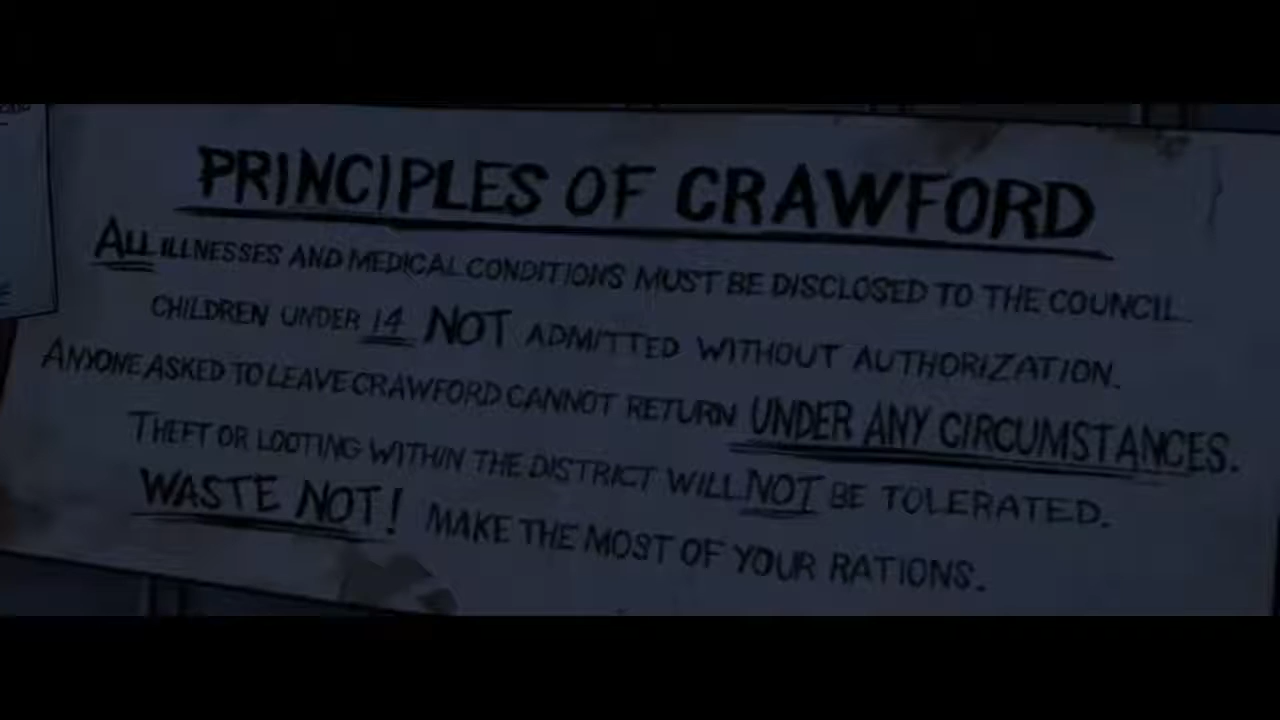 PRINCIPLES OF CRAWFORD
ALL ILLNESSES AND MEDICAL CONDITIONS MUST BE DISCLOSED TO THE COUNCIL.
CHILDREN UNDER 14 NOT ADMITTED WITHOUT AUTHORIZATION.
ANYONE ASKED TO LEAVE CRAWFORD CANNOT RETURN UNDER ANY CIRCUMSTANCES.
THEFT OR LOOTING WITHIN THE DISTRICT WILL NOT BE TOLERATED.
WASTE NOT! MAKE THE MOST OF YOUR RATIONS.